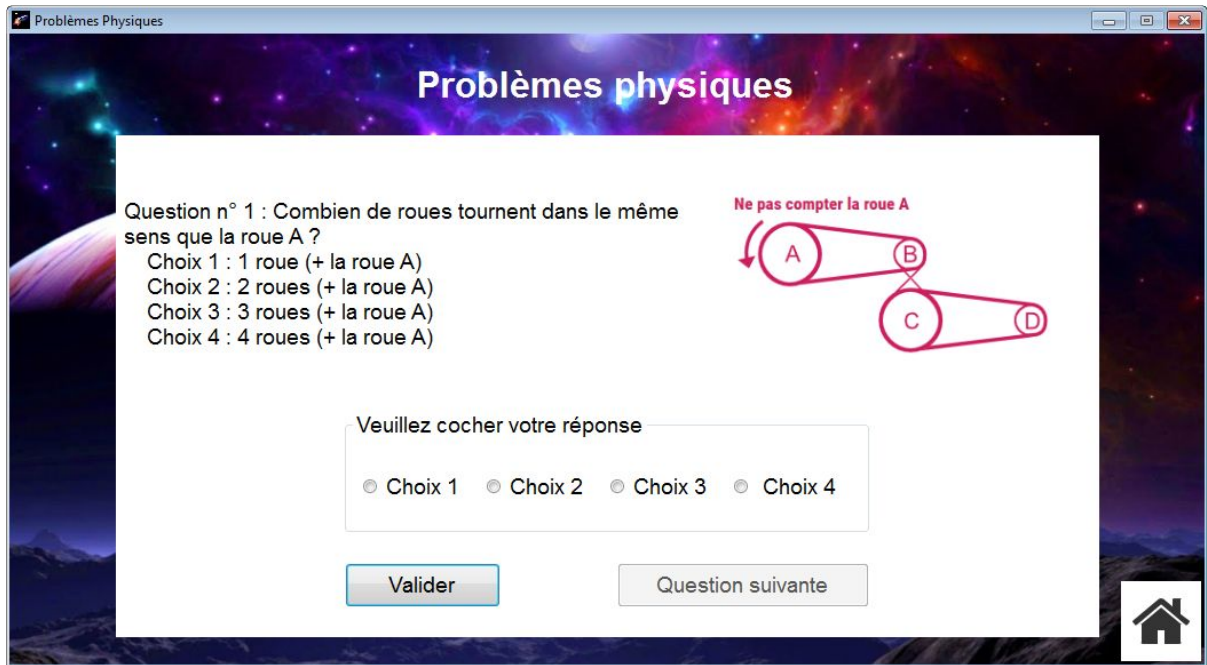 Problèmes Physiques
Problèmes physiques
Question n° 1 : Combien de roues tournent dans le même
sens que la roue A ?
Choix 1 : 1 roue (+ la roue A)
Choix 2 : 2 roues (+ la roue A)
Choix 3 : 3 roues (+ la roue A)
Choix 4 : 4 roues (+ la roue A)
Ne pas compter la roue A
A
B
C
D
Veuillez cocher votre réponse
Choix 1 Choix 2 Choix 3 Choix 4
Valider Question suivante